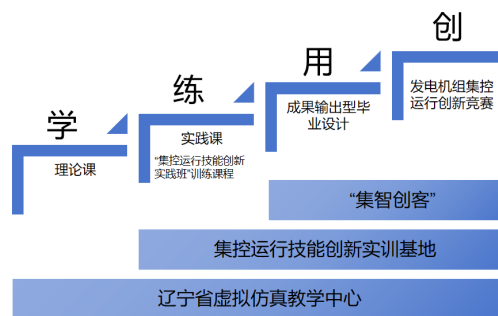 学
理论课
练
实践课
“集控运行技能创新
实践班”训练课程
用
成果输出型毕
业设计
创
发电机组集控
运行创新竞赛
“集智创客”
集控运行技能创新实训基地
辽宁省虚拟仿真教学中心